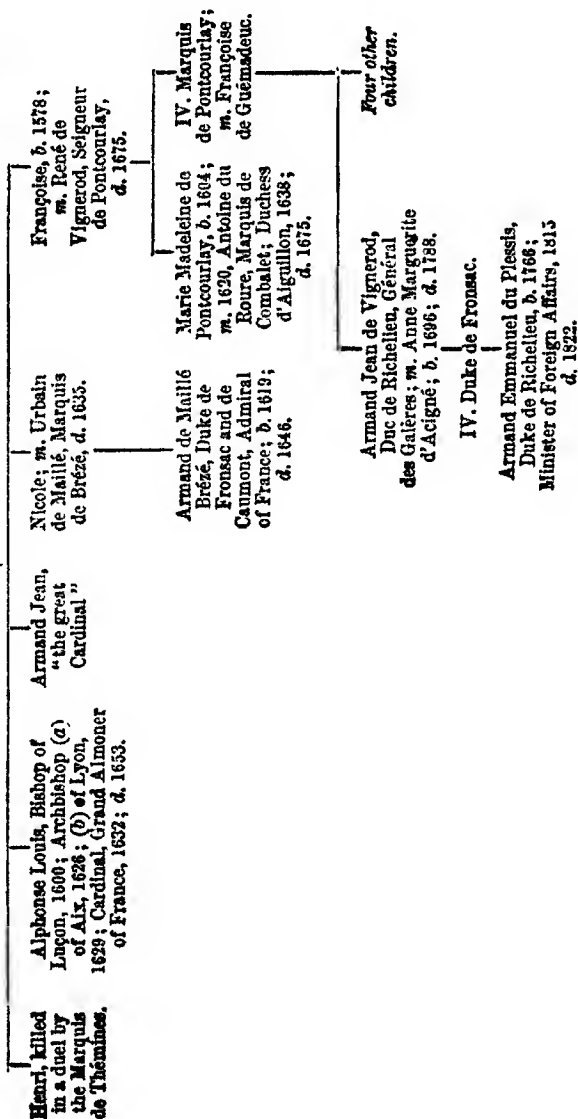 Henri, killed
in a duel by
the Marquis
de Thémines.
Alphonse Louis, Bishop of
Luçon, 1600; Archbishop (a)
of Aix, 1626; (b) of Lyon,
1629; Cardinal, Grand Almoner
of France, 1632; d. 1653.
Armand Jean,
"the great
Cardinal"
Nicole; m. Urbain
de Maillé, Marquis
de Brézé, d. 1635.
Françoise, b. 1578;
m. René de
Vignerod, Seigneur
de Pontcourlay,
d. 1675.
Armand de Maillé
Brézé, Duke de
Fronsac and de
Caumont, Admiral
of France; b. 1619;
d. 1646.
Marie Madeleine de
Pontcourlay, b. 1604;
m. 1620, Antoine du
Roure, Marquis de
Combalet; Duchess
d'Aiguillon, 1638;
d. 1675.
IV. Marquis
de Pontcourlay;
m. Françoise
de Guémadeuc.
Armand Jean de Vignerod,
Duc de Richelieu, Général
des Galères; m. Anne Marguerite
d'Acigné; b. 1696; d. 1788.
Four other
children.
IV. Duke de Fronsac.
Armand Emmanuel du Plessis,
Duke de Richelieu, b. 1766;
Minister of Foreign Affairs, 1815
d. 1822.